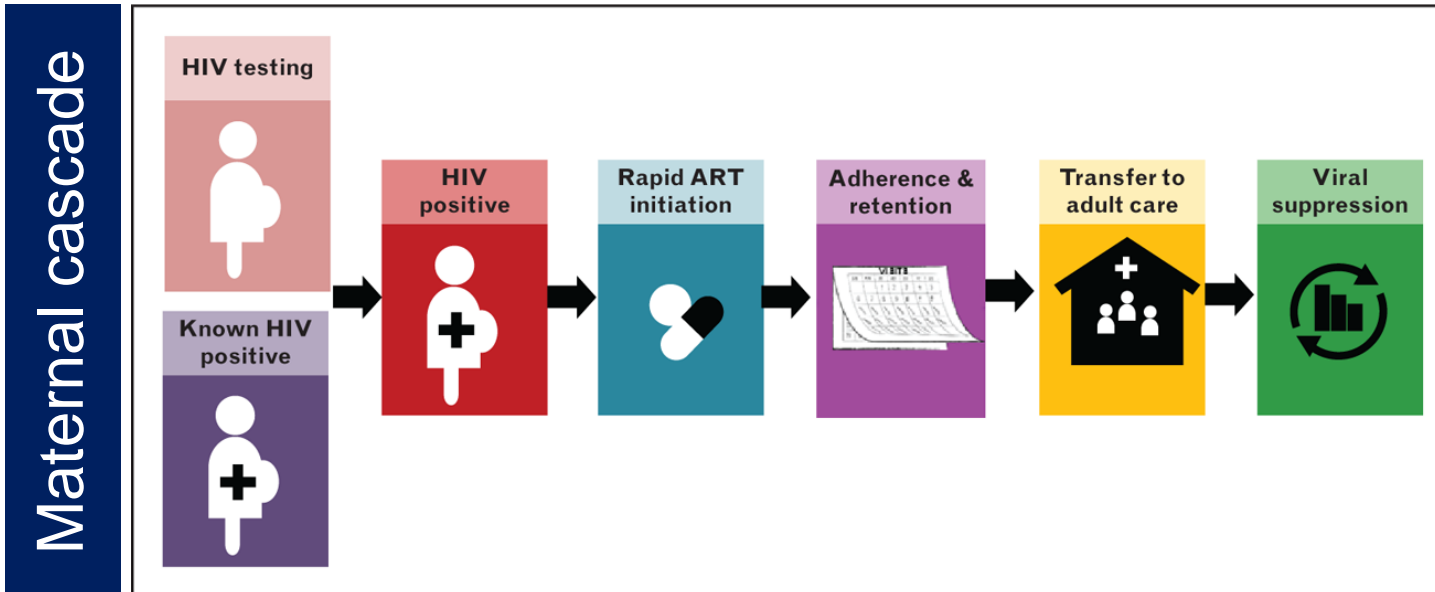 Maternal cascade
HIV testing
Known HIV
positive
HIV
positive
Rapid ART
initiation
Adherence &
retention
VISITS
Transfer to
adult care
Viral
suppression